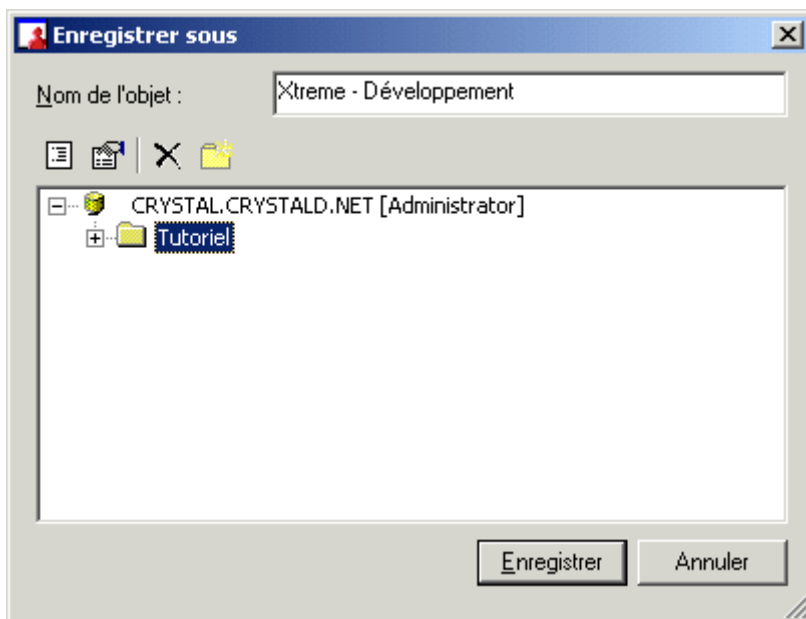 Enregistrer sous
Nom de l'objet : Xtreme - Développement
CRYSTAL.CRYSTALD.NET [Administrator]
Tutoriel
Enregistrer Annuler